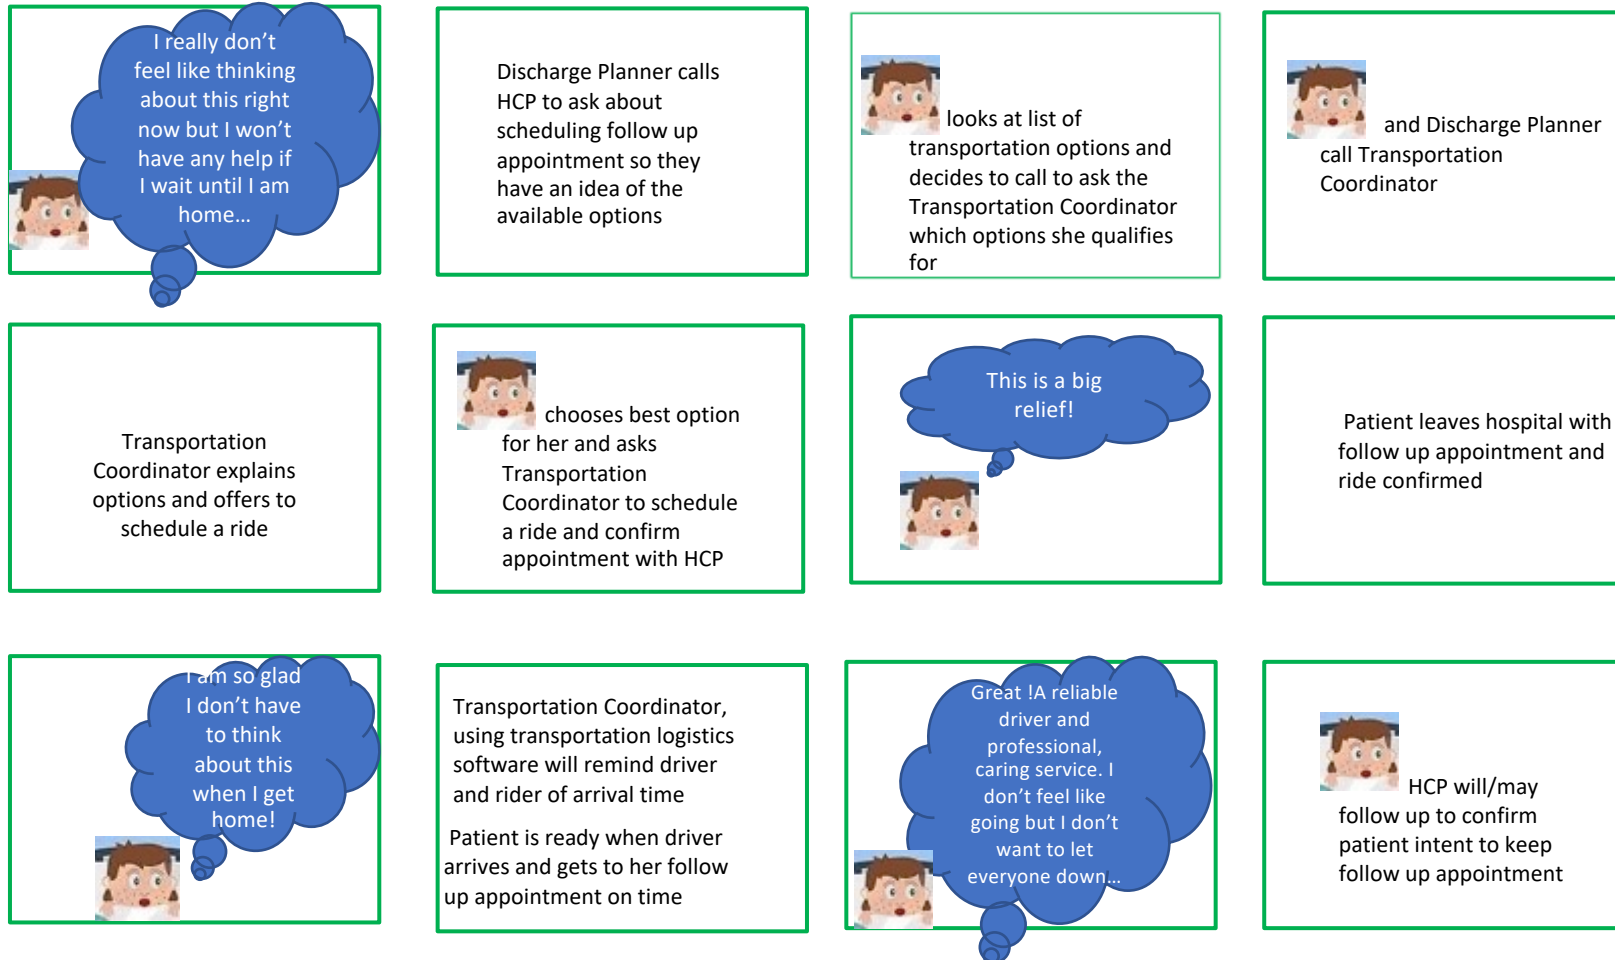 I really don't
feel like thinking
about this right
now but I won't
have any help if
I wait until I am
home…
Discharge Planner calls
HCP to ask about
scheduling follow up
appointment so they
have an idea of the
available options
looks at list of
transportation options and
decides to call to ask the
Transportation Coordinator
which options she qualifies
for
and Discharge Planner
call Transportation
Coordinator
Transportation
Coordinator explains
options and offers to
schedule a ride
chooses best option
for her and asks
Transportation
Coordinator to schedule
a ride and confirm
appointment with HCP
This is a big
relief!
Patient leaves hospital with
follow up appointment and
ride confirmed
I am so glad
I don't have
to think
about this
when I get
home!
Transportation Coordinator,
using transportation logistics
software will remind driver
and rider of arrival time
Patient is ready when driver
arrives and gets to her follow
up appointment on time
Great !A reliable
driver and
professional,
caring service. I
don't feel like
going but I don't
want to let
everyone down…
HCP will/may
follow up to confirm
patient intent to keep
follow up appointment